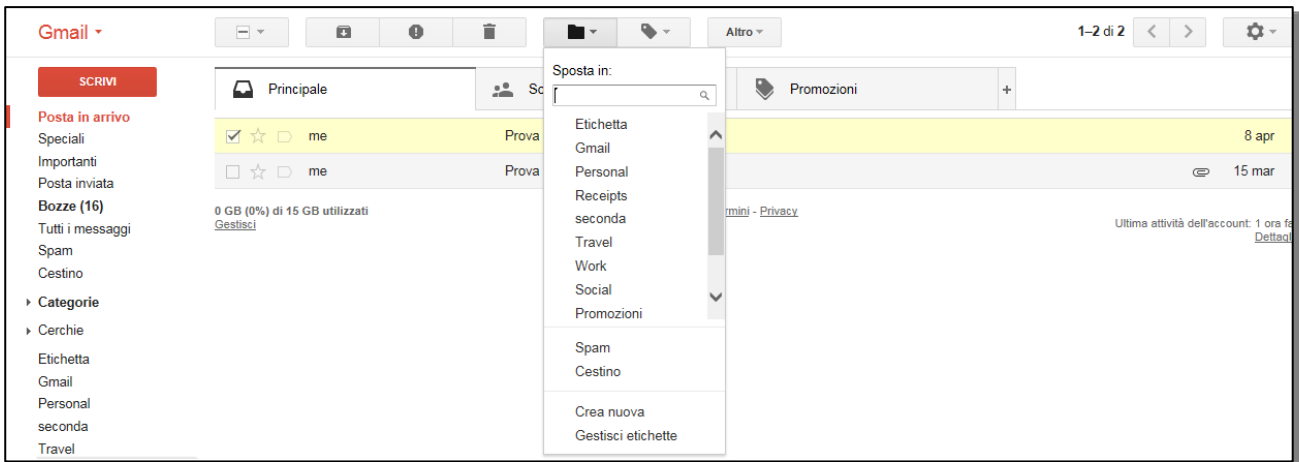 Gmail
Altro
1–2 di 2
SCRIVI
Posta in arrivo
Speciali
Importanti
Posta inviata
Bozze (16)
Tutti i messaggi
Spam
Cestino
Categorie
Cerchie
Etichetta
Gmail
Personal
seconda
Travel
Principale
So
Promozioni
+
me
Prova
8 apr
me
Prova
15 mar
0 GB (0%) di 15 GB utilizzati
Gestisci
rmini - Privacy
Ultima attività dell'account: 1 ora fa
Dettagl
Sposta in:
Etichetta
Gmail
Personal
Receipts
seconda
Travel
Work
Social
Promozioni
Spam
Cestino
Crea nuova
Gestisci etichette